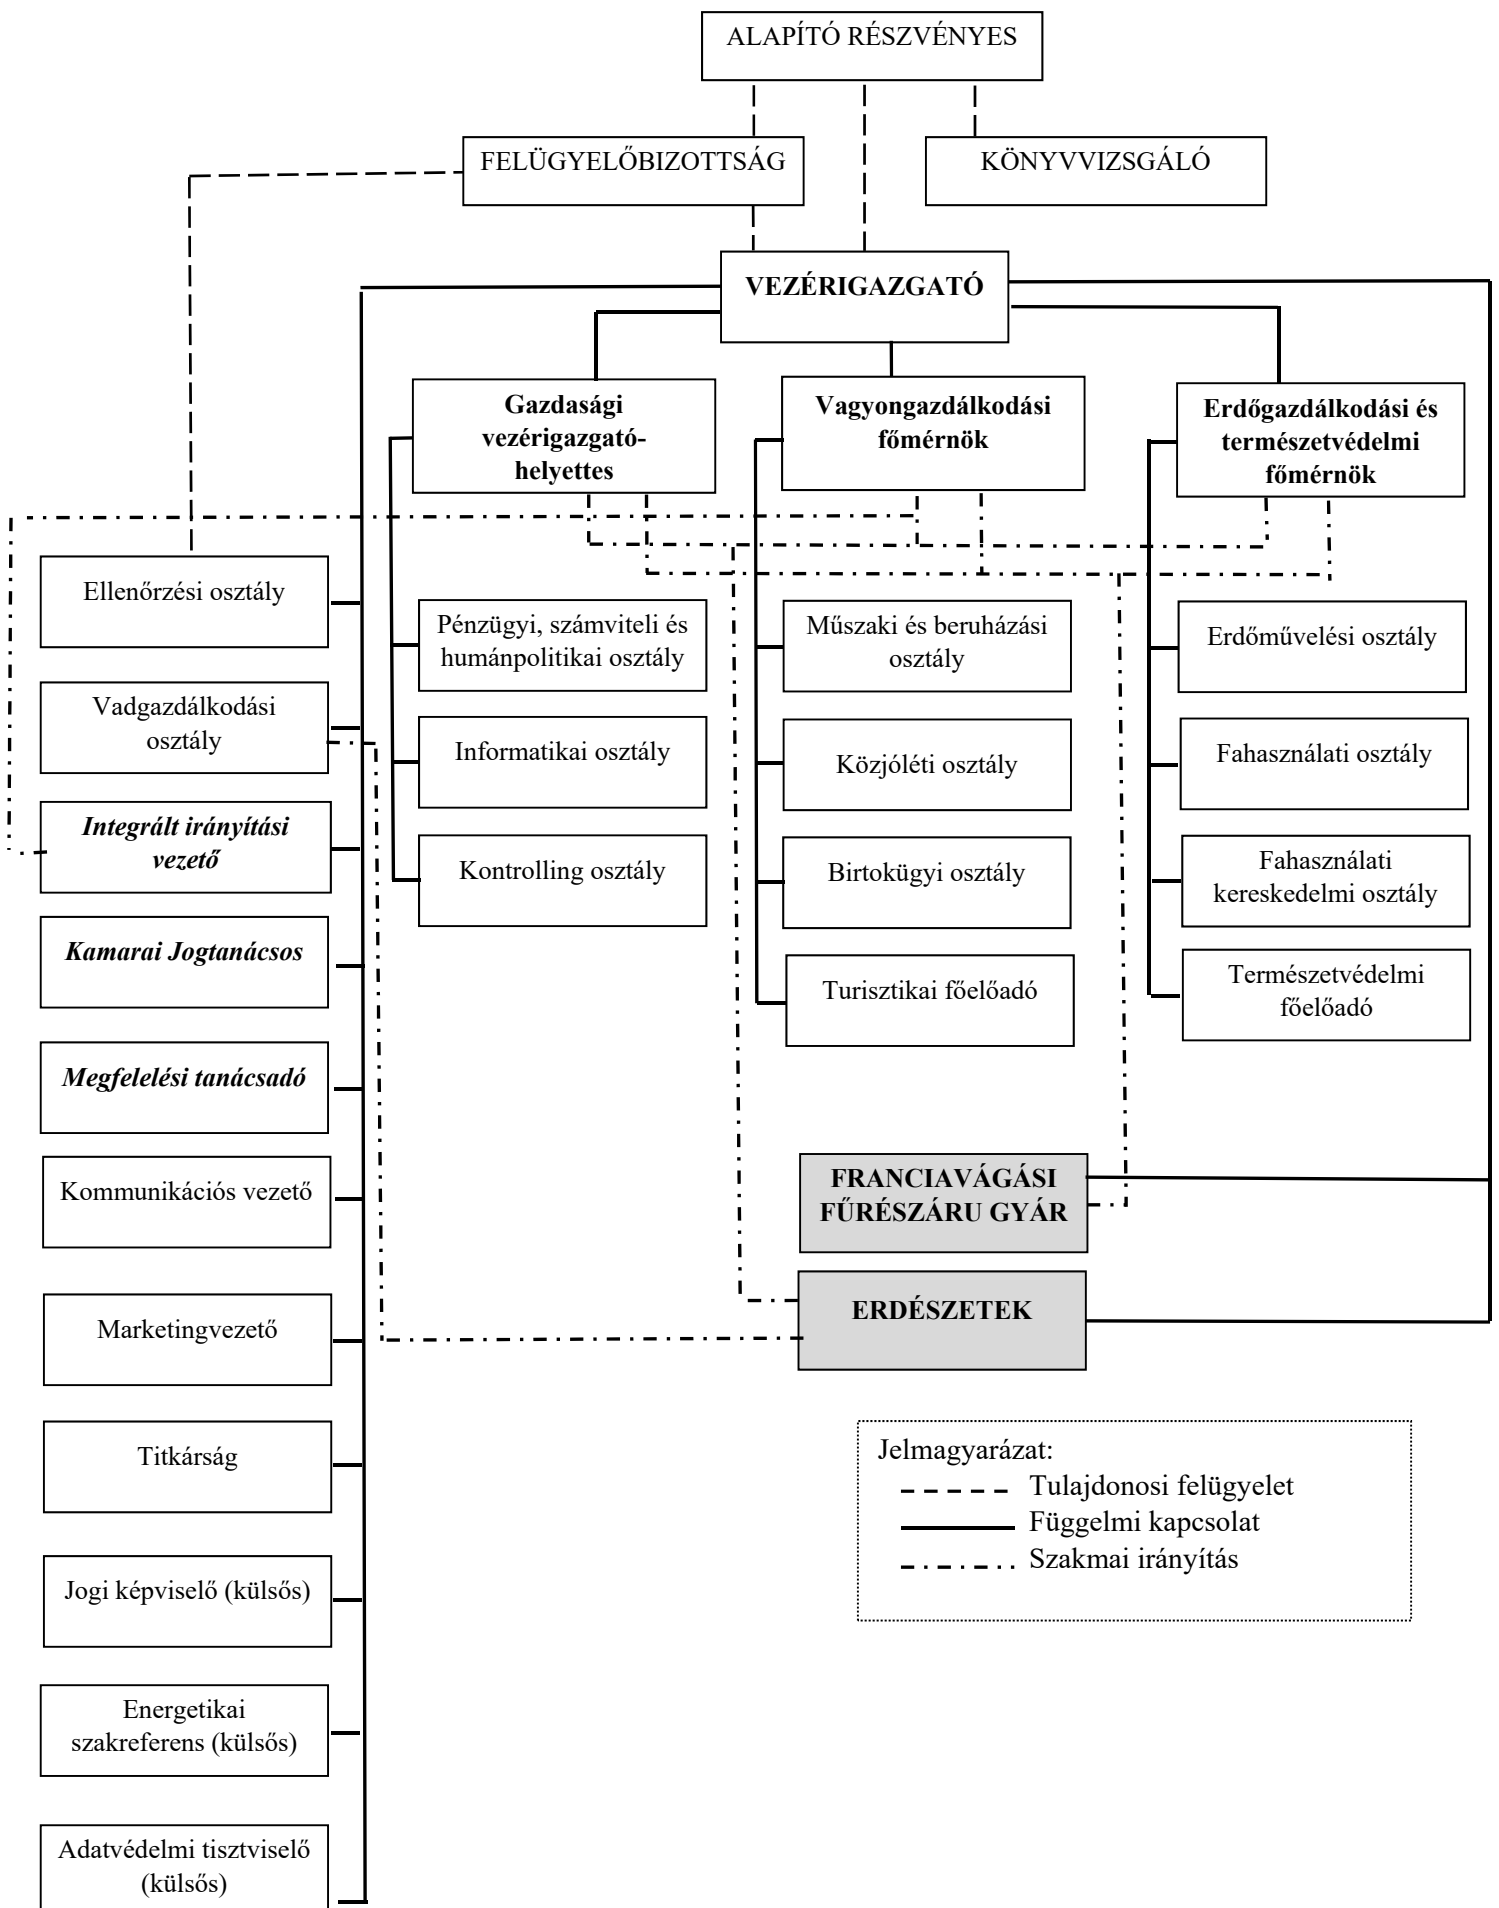 ALAPÍTÓ RÉSZVÉNYES
FELÜGYELŐBIZOTTSÁG
KÖNYVVIZSGÁLÓ
VEZÉRIGAZGATÓ
Gazdasági
vezérigazgató-
helyettes
Vagyongazdálkodási
főmérnök
Erdőgazdálkodási és
természetvédelmi
főmérnök
Ellenőrzési osztály
Vadgazdálkodási
osztály
Integrált irányítási
vezető
Kamarai Jogtanácsos
Megfelelési tanácsadó
Kommunikációs vezető
Marketingvezető
Titkárság
Jogi képviselő (külsős)
Energetikai
szakreferens (külsős)
Adatvédelmi tisztviselő
(külsős)
Pénzügyi, számviteli és
humánpolitikai osztály
Informatikai osztály
Kontrolling osztály
Műszaki és beruházási
osztály
Közjóléti osztály
Birtokügyi osztály
Turisztikai főelőadó
Erdőművelési osztály
Fahasználati osztály
Fahasználati
kereskedelmi osztály
Természetvédelmi
főelőadó
FRANCIAVÁGÁSI
FŰRÉSZÁRU GYÁR
ERDÉSZETEK
Jelmagyarázat:
Tulajdonosi felügyelet
Függelmi kapcsolat
Szakmai irányítás